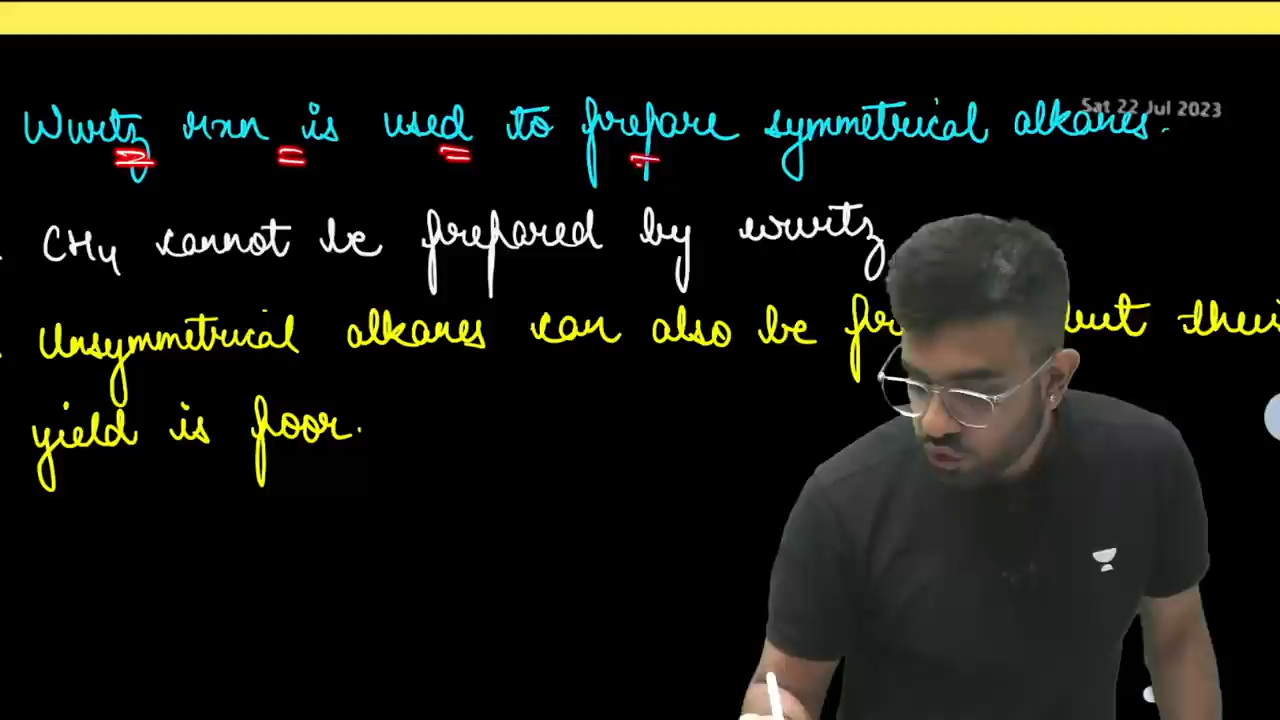 Sat 22 Jul 2023
Wurtz rxn is used to prepare symmetrical alkanes.
CH4 cannot be prepared by wurtz
Unsymmetrical alkanes can also be but their
yield is poor.